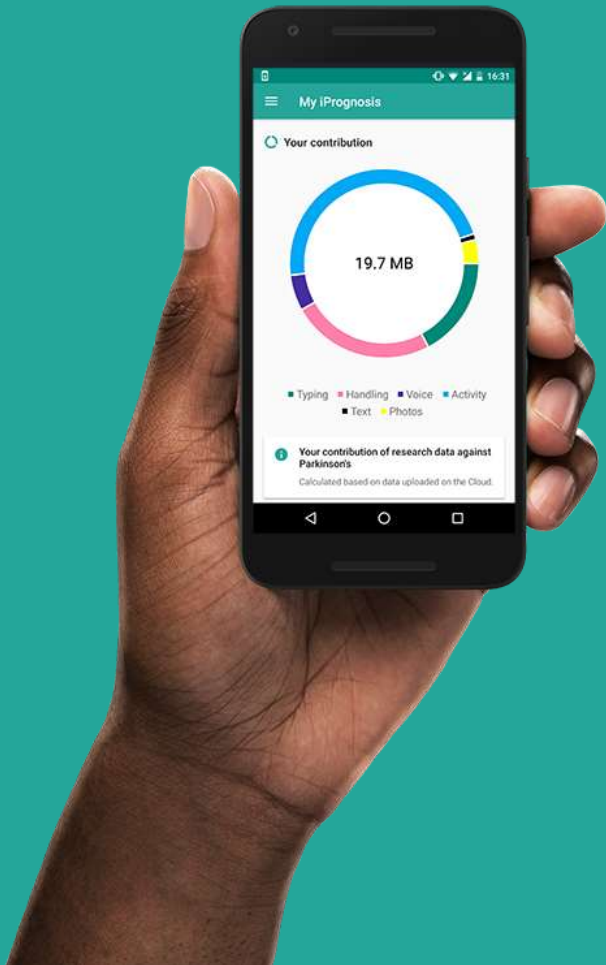 16:31
My iPrognosis
Your contribution
19.7 MB
Typing Handling Voice Activity
Text Photos
Your contribution of research data against
Parkinson's
Calculated based on data uploaded on the Cloud.